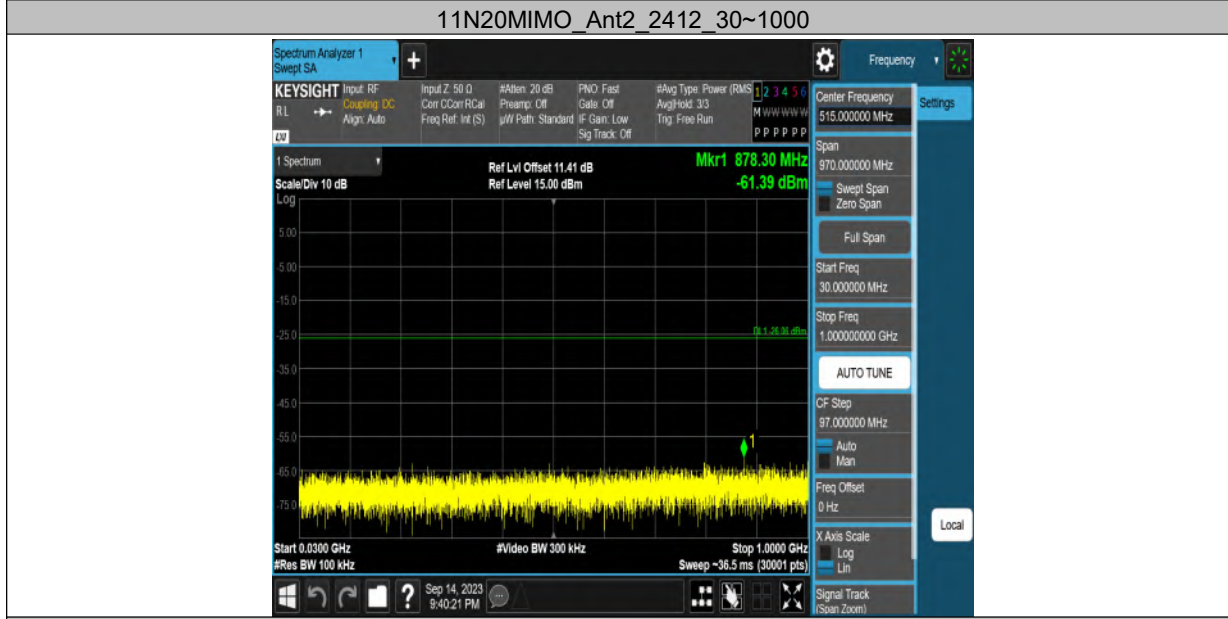 11N20MIMO_Ant2_2412_30~1000
Spectrum Analyzer 1
Swept SA
Frequency
KEYSIGHT
RL
LXI
Input: RF
Coupling: DC
Align: Auto
Input Z: 50 Ω
Corr CCorr RCal
Freq Ref: Int (S)
#Atten: 20 dB
Preamp: Off
µW Path: Standard
PNO: Fast
Gate: Off
IF Gain: Low
Sig Track: Off
#Avg Type: Power (RMS
Avg|Hold: 3/3
Trig: Free Run
1 2 3 4 5 6
M W W W W W
P P P P P P
Center Frequency
515.000000 MHz
Settings
1 Spectrum
Scale/Div 10 dB
Log
Ref Lvl Offset 11.41 dB
Ref Level 15.00 dBm
Mkr1 878.30 MHz
-61.39 dBm
Span
970.000000 MHz
Swept Span
Zero Span
Full Span
Start Freq
30.000000 MHz
Stop Freq
1.000000000 GHz
AUTO TUNE
CF Step
97.000000 MHz
Auto
Man
Freq Offset
0 Hz
X Axis Scale
Log
Lin
Signal Track
(Span Zoom)
Local
5.00
-5.00
-15.0
-25.0
DL1 -26.06 dBm
-35.0
-45.0
-55.0
1
-65.0
-75.0
Start 0.0300 GHz
#Res BW 100 kHz
#Video BW 300 kHz
Stop 1.0000 GHz
Sweep ~36.5 ms (30001 pts)
?
Sep 14, 2023
9:40:21 PM